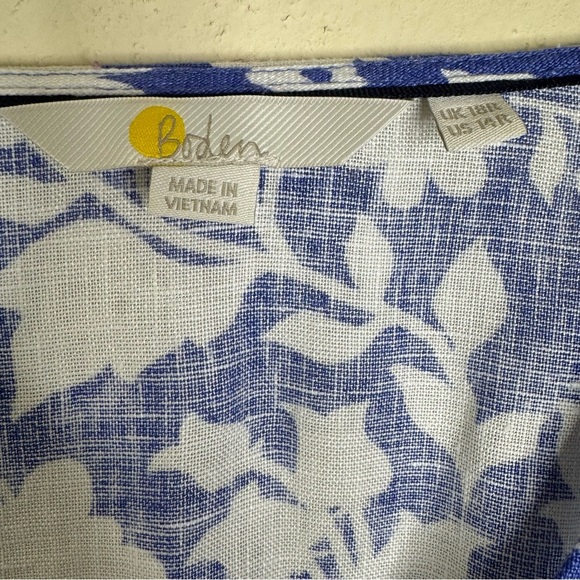 Boden
MADE IN
VIETNAM
UK 18R
US 14R